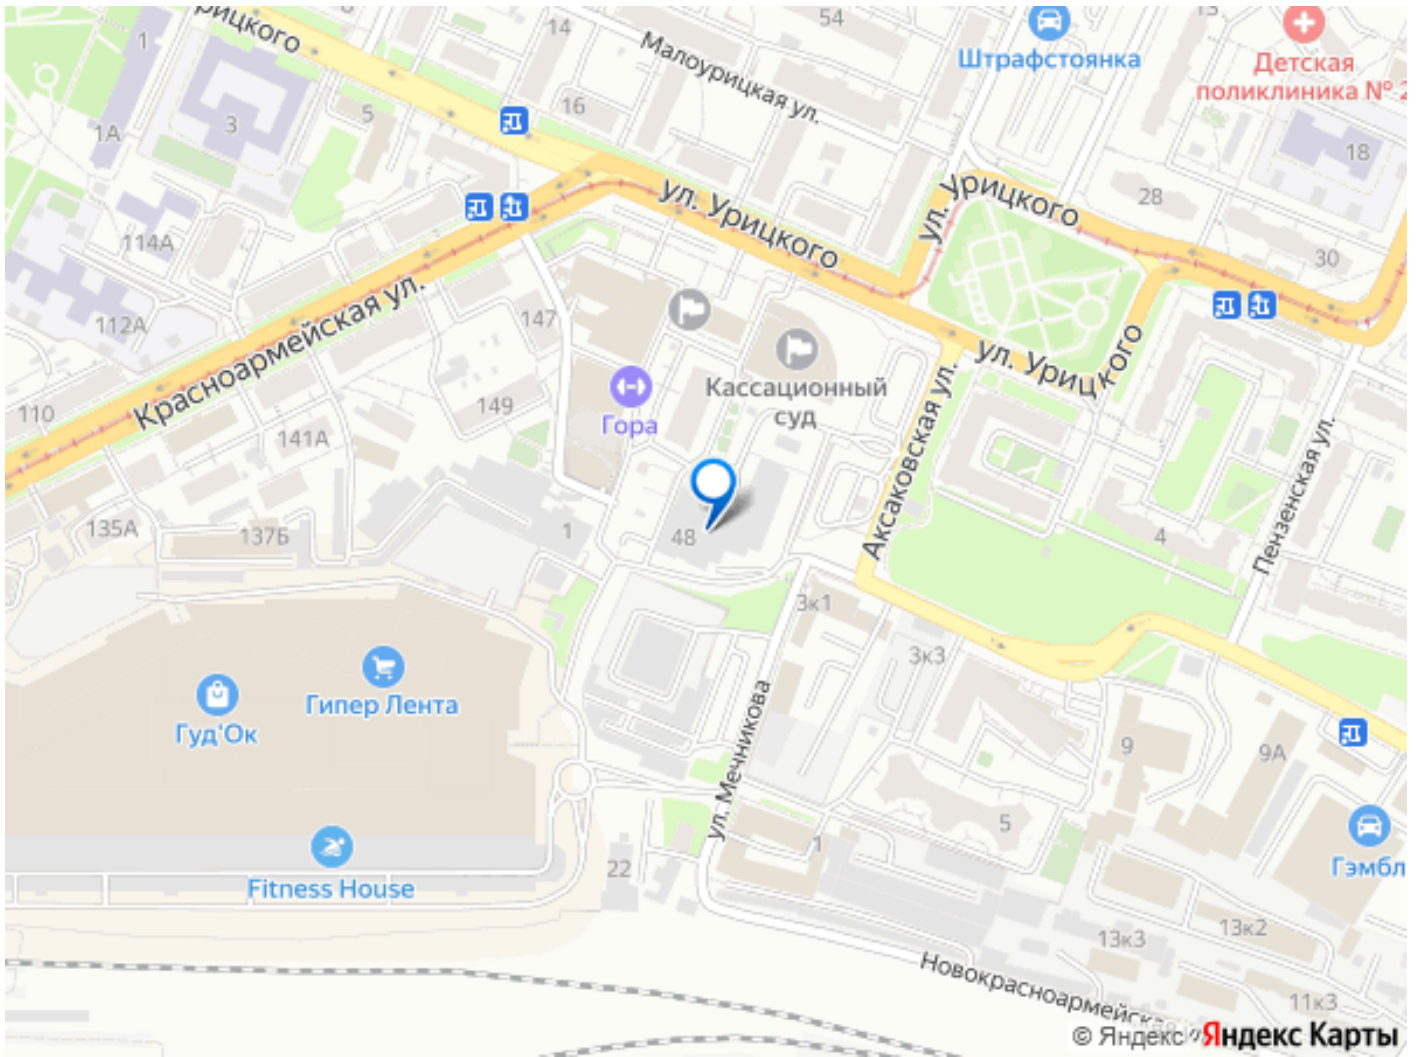 рицкого
1
14
54
13
Штрафстоянка
Детская
поликлиника № 2
Малоурицкая ул.
16
5
3
1А
18
28
ул. Урицкого
ул. Урицкого
30
114А
112А
147
Красноармейская ул.
Кассационный
суд
ул. Урицкого
Аксаковская ул.
Гора
149
110
141А
135А
137Б
1
48
4
Пензенская ул.
3к1
3к3
Гипер Лента
Гуд'Ок
ул. Мечникова
9
9А
5
1
Гэмбл
Fitness House
22
13к3
13к2
11к3
Новокрасноармейская
© Яндекс Яндекс Карты